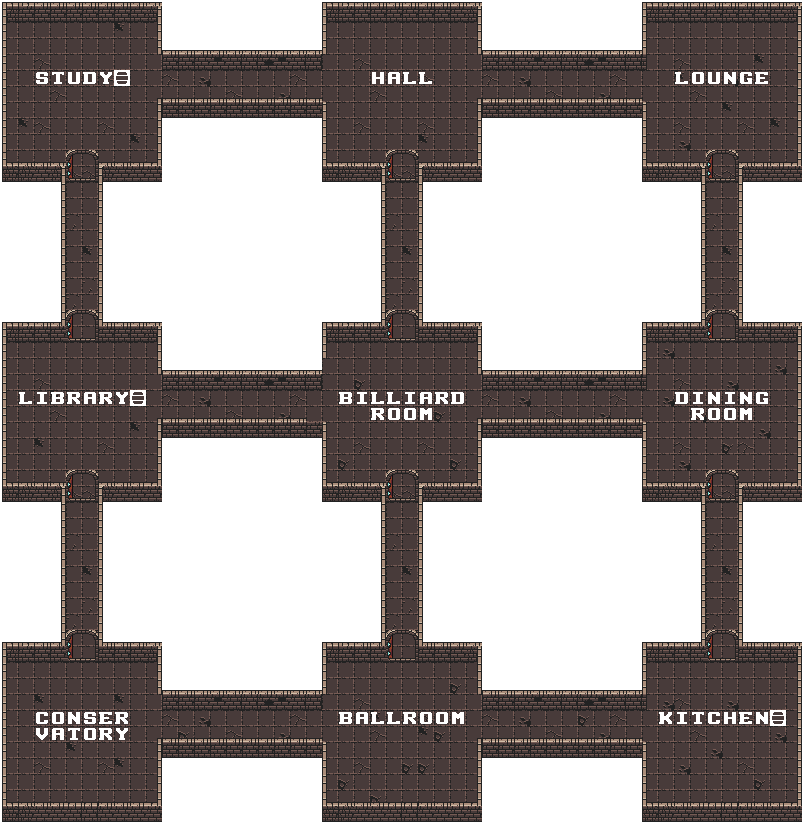 STUDY
HALL
LOUNGE
LIBRARY
BILLIARD
ROOM
DINING
ROOM
CONSER
VATORY
BALLROOM
KITCHEN